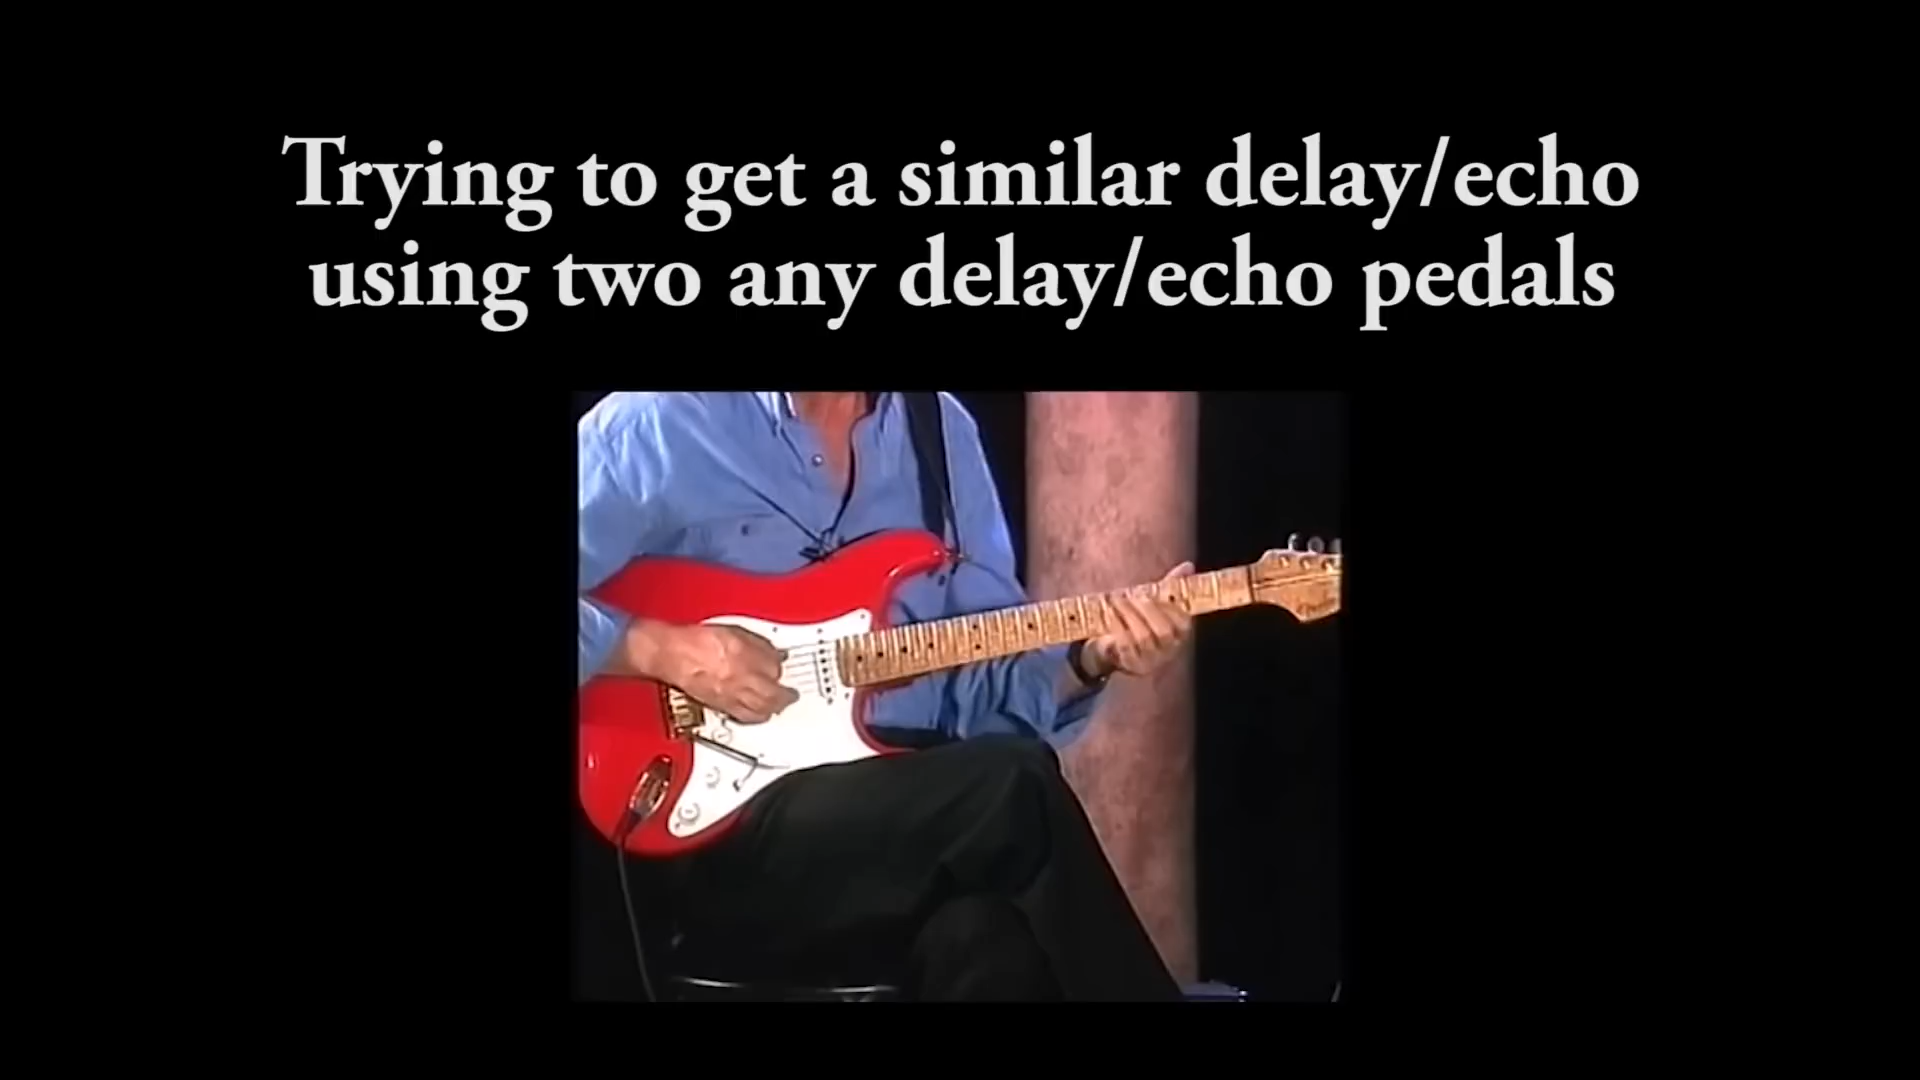 Trying to get a similar delay/echo
using two any delay/echo pedals